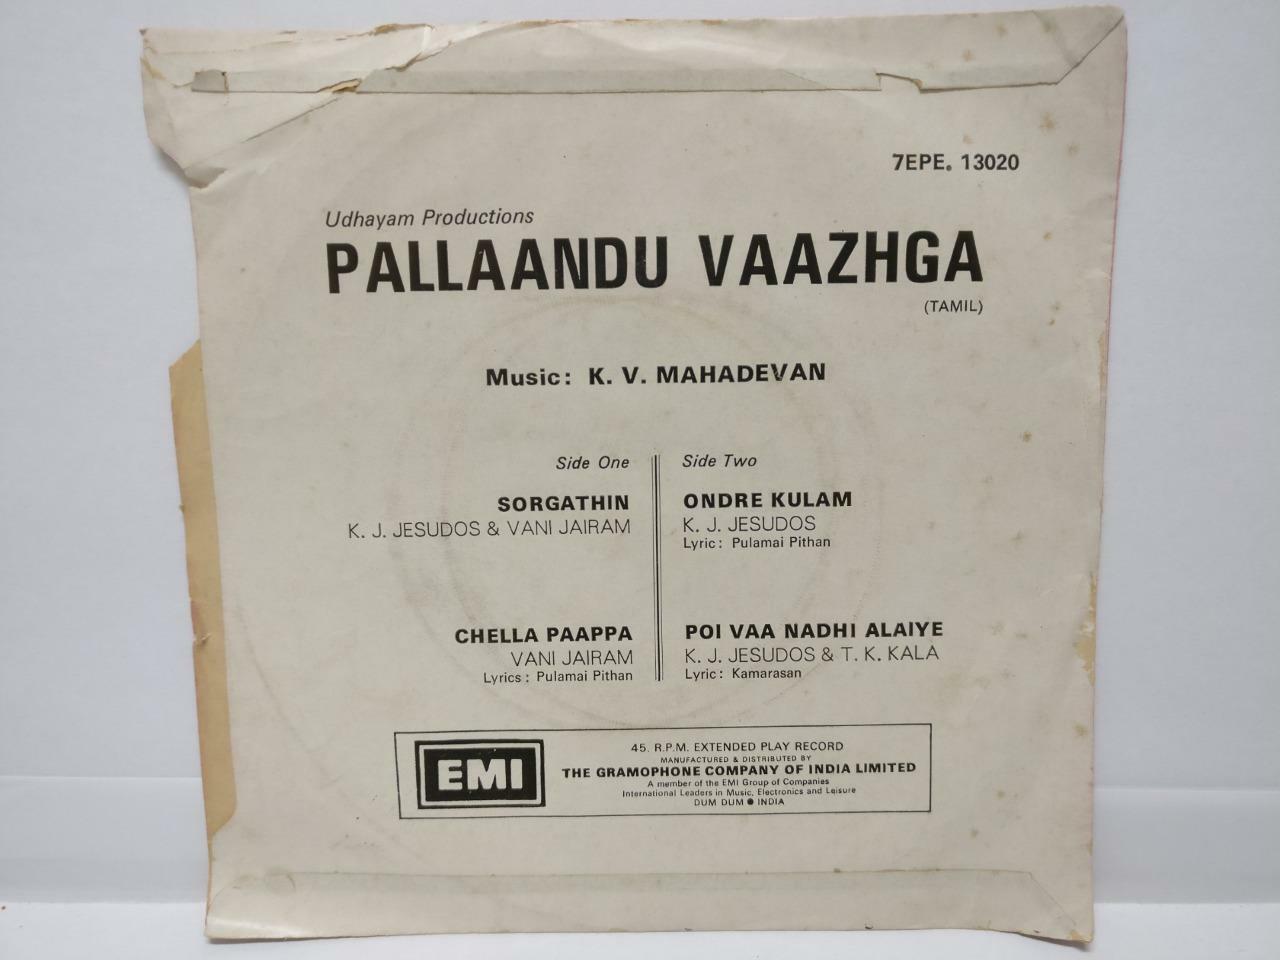 7EPE. 13020
Udhayam Productions
PALLAANDU VAAZHGA
(TAMIL)
Music: K. V. MAHADEVAN
Side One
SORGATHIN
K. J. JESUDOS & VANI JAIRAM
CHELLA PAAPPA
VANI JAIRAM
Lyrics: Pulamai Pithan
Side Two
ONDRE KULAM
K. J. JESUDOS
Lyric: Pulamai Pithan
POI VAA NADHI ALAIYE
K. J. JESUDOS & T. K. KALA
Lyric: Kamarasan
EMI
45. R.P.M. EXTENDED PLAY RECORD
MANUFACTURED & DISTRIBUTED BY
THE GRAMOPHONE COMPANY OF INDIA LIMITED
A member of the EMI Group of Companies
International Leaders in Music, Electronics and Leisure
DUM DUM ● INDIA